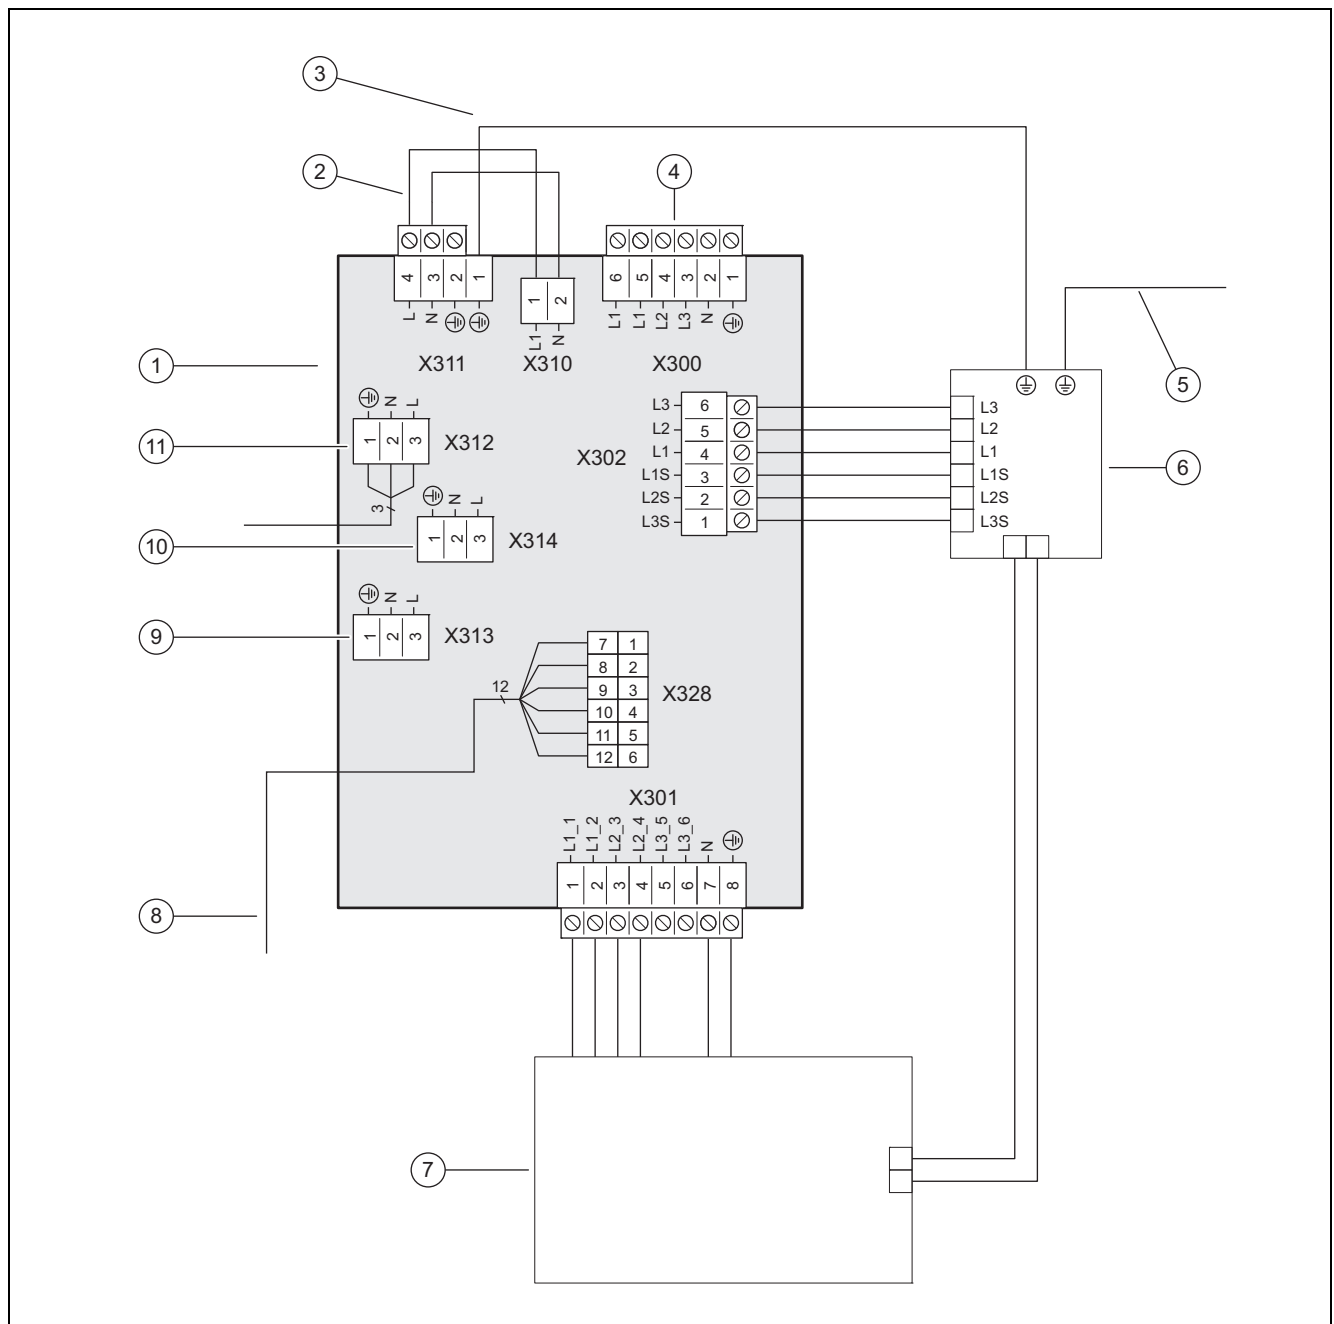 3
2
4
4 3 2 1
L N
1 2
L1 N
6 5 4 3 2 1
L1 L1 L2 L3 N
X311
X310
X300
1
5
N L
1 2 3
X312
11
3
X302
L3 6
L2 5
L1 4
L1S 3
L2S 2
L3S 1
L3
L2
L1
L1S
L2S
L3S
6
N L
1 2 3
X314
10
N L
1 2 3
X313
9
12
7 1
8 2
9 3
10 4
11 5
12 6
X328
X301
L1_1 L1_2 L2_3 L2_4 L3_5 L3_6 N
1 2 3 4 5 6 7 8
8
7